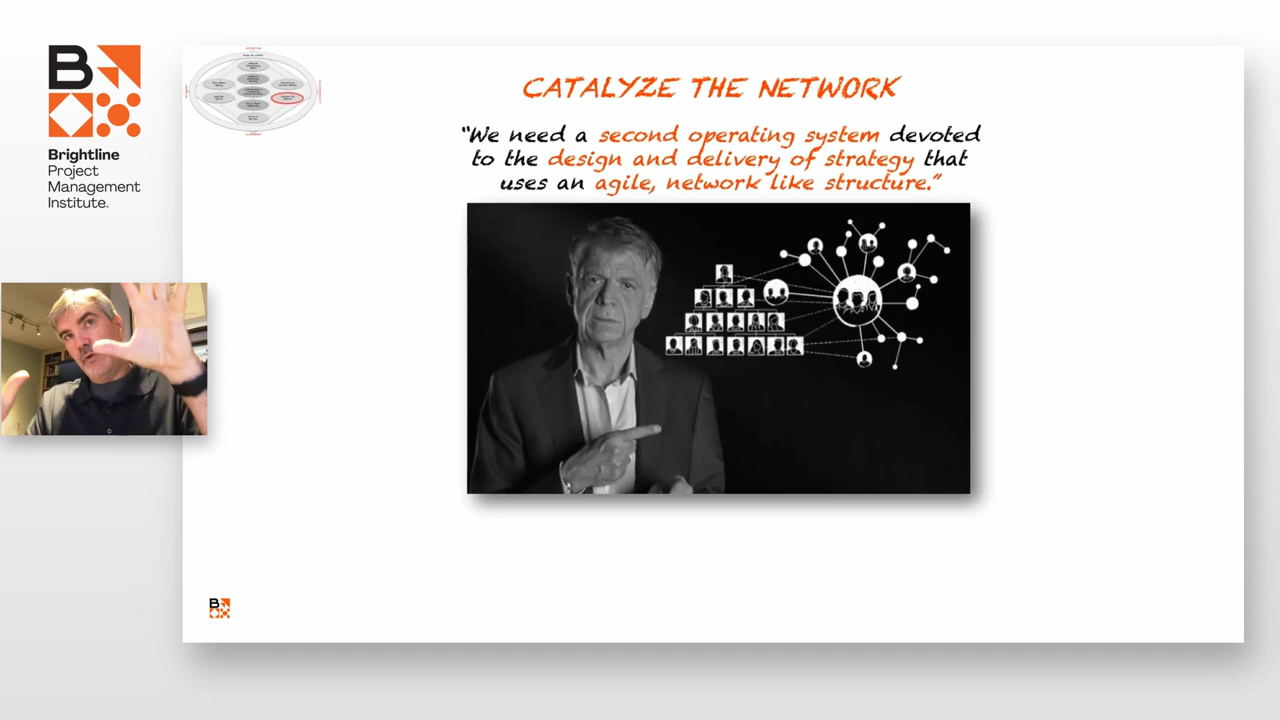 B
Brightline
Project
Management
Institute.
CATALYZE THE NETWORK
"We need a second operating system devoted
to the design and delivery of strategy that
uses an agile, network like structure."
B